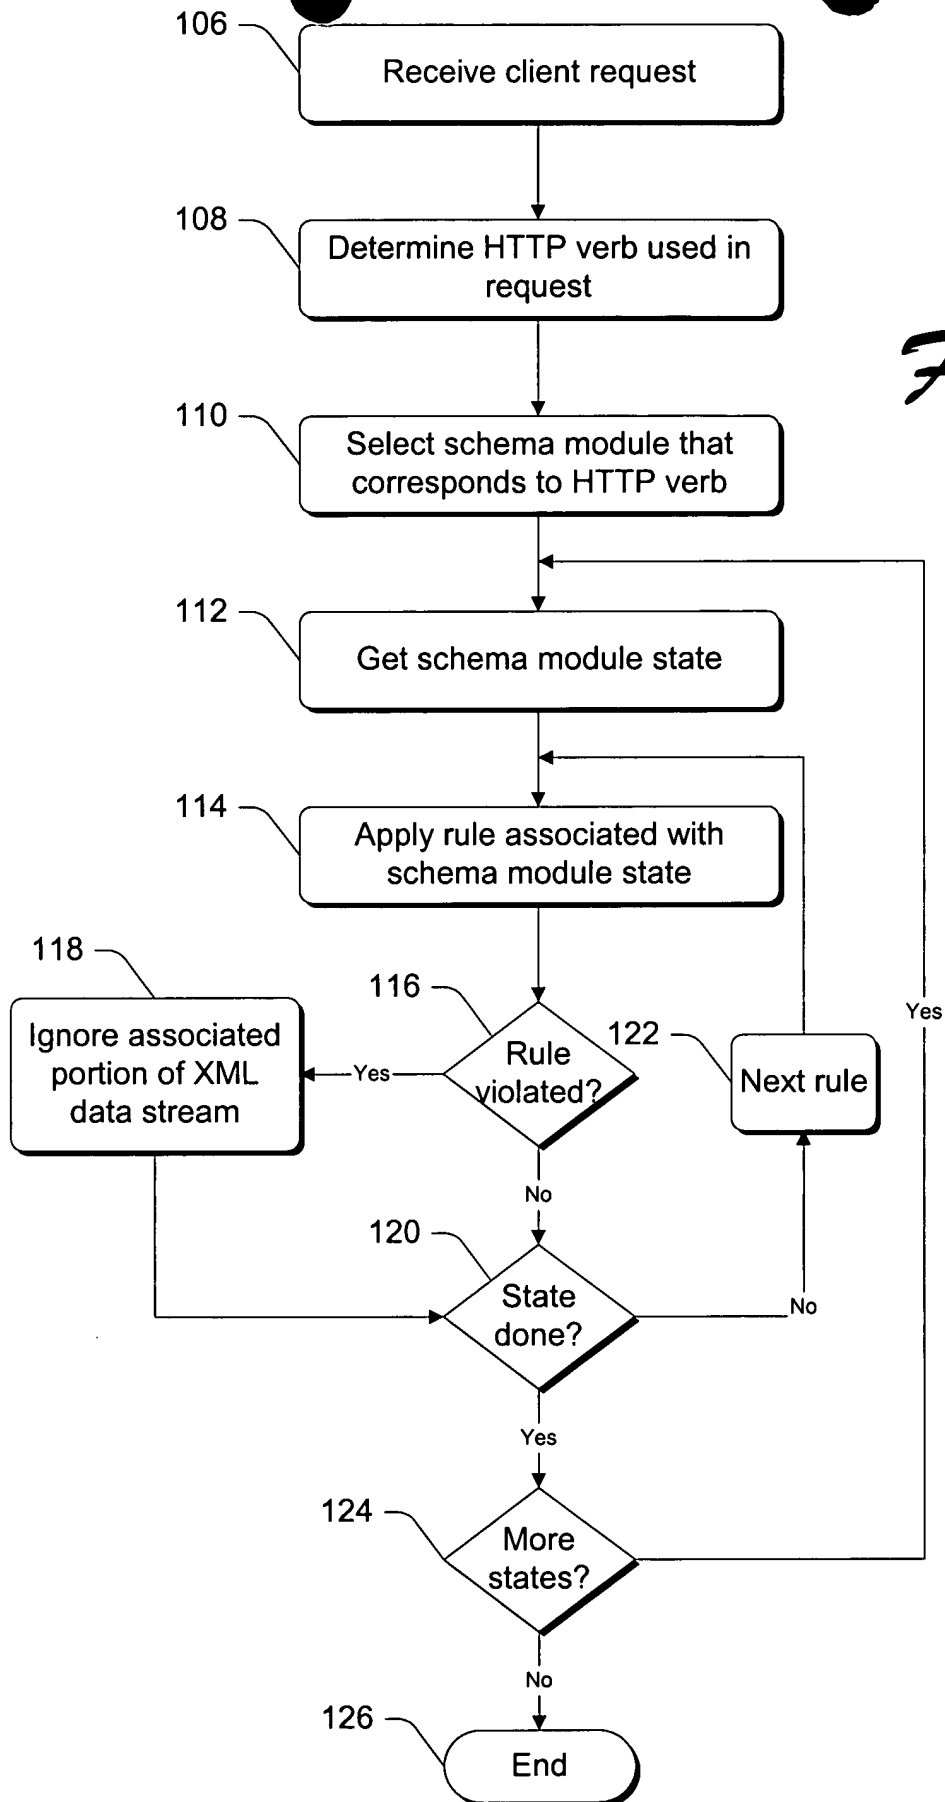 106
Receive client request
108
Determine HTTP verb used in
request
110
Select schema module that
corresponds to HTTP verb
112
Get schema module state
114
Apply rule associated with
schema module state
118
116
Ignore associated
portion of XML
data stream
Yes
Rule
violated?
122
Next rule
Yes
No
120
State
done?
No
Yes
124
More
states?
No
126
End